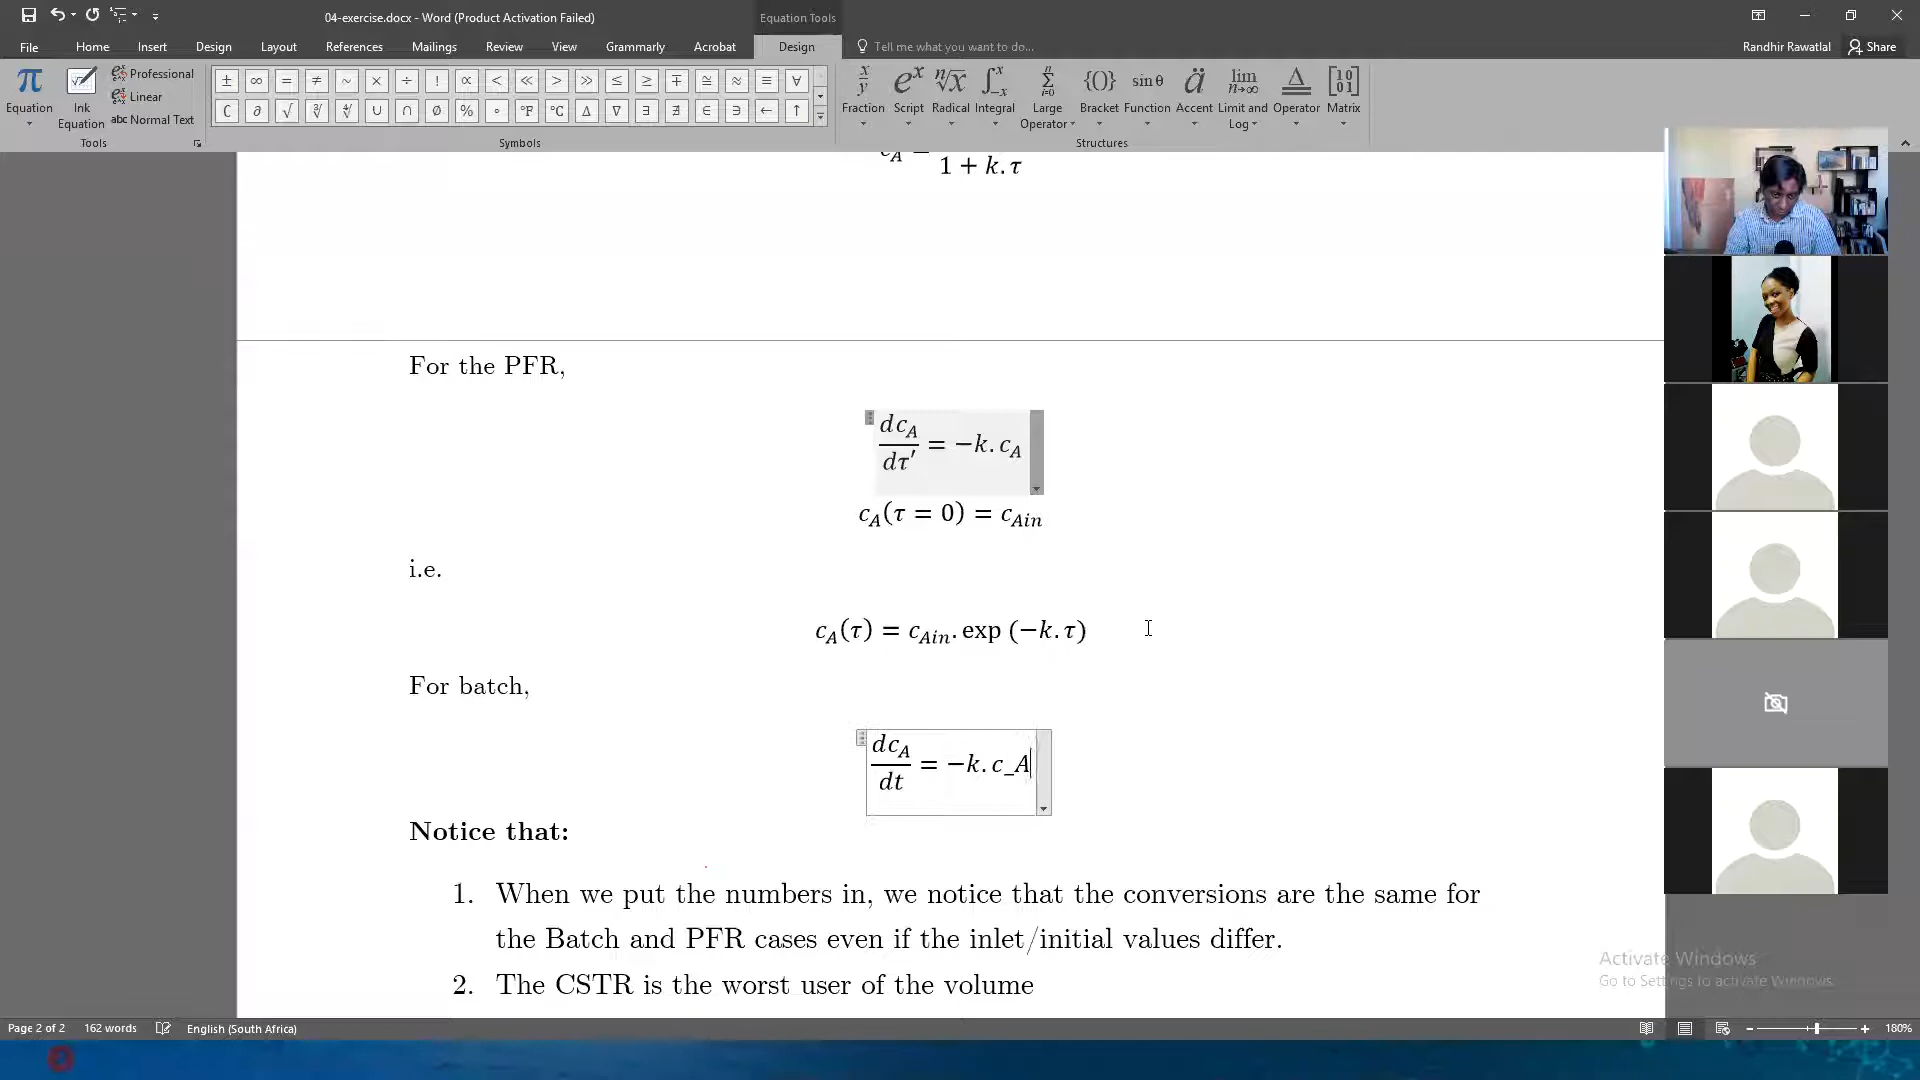 04-exercise.docx - Word (Product Activation Failed)
Equation Tools
File Home Insert Design Layout References Mailings Review View Grammarly Acrobat Design Tell me what you want to do... Randhir Rawatlal Share
π Equation
Ink Equation
Professional
Linear
abc Normal Text
Tools
± ∞ = ≠ ~ × ÷ ! ∝ < ≪ > ≫ ≤ ≥ ∓ ≅ ≈ ≡ ∀
∁ ∂ √ ∛ ∜ ∪ ∩ ∅ % ° °F °C ∆ ∇ ∃ ∄ ∈ ∋ ← ↑
Symbols
Fraction Script Radical Integral Large Operator Bracket Function Accent Limit and Log Operator Matrix
Structures
c_A = 
1 + k.τ
For the PFR,
dc_A/dτ′ = −k.c_A
c_A(τ = 0) = c_Ain
i.e.
c_A(τ) = c_Ain.exp (−k.τ)
For batch,
dc_A/dt = −k.c_A
Notice that:
1. When we put the numbers in, we notice that the conversions are the same for
the Batch and PFR cases even if the inlet/initial values differ.
2. The CSTR is the worst user of the volume
Activate Windows
Go to Settings to activate Windows.
Page 2 of 2 162 words English (South Africa) 180%